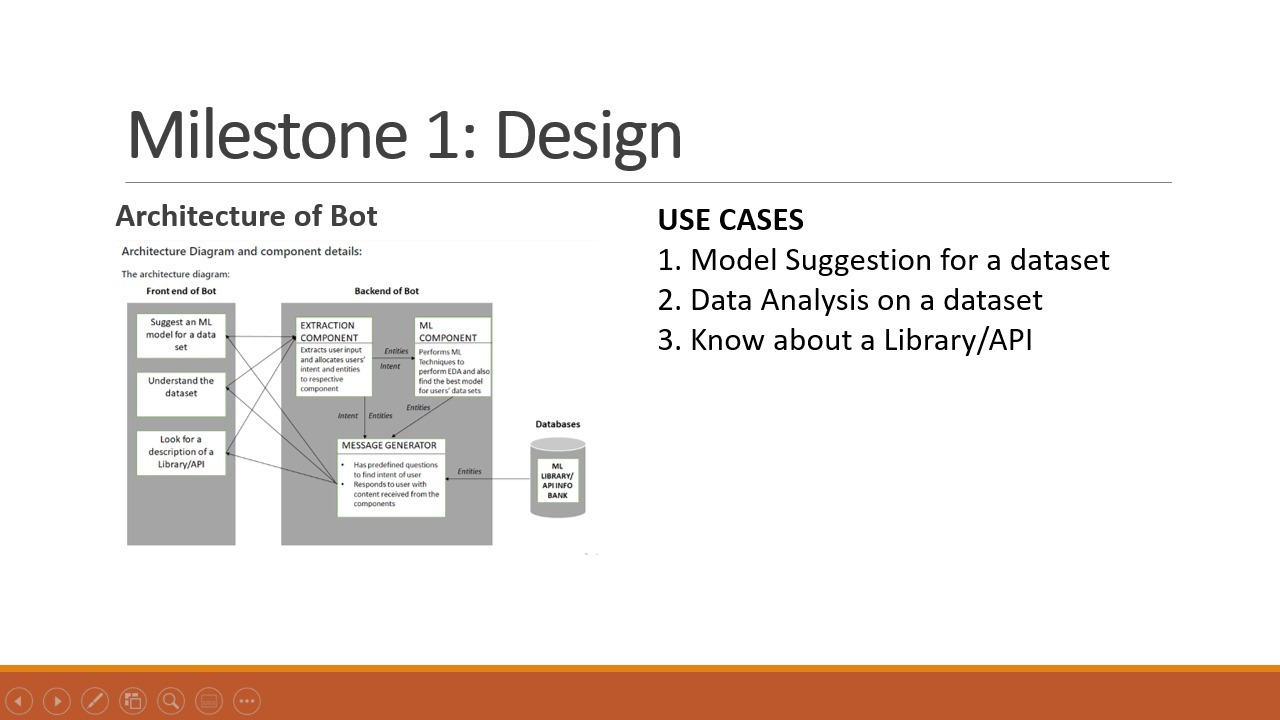 Milestone 1: Design
Architecture of Bot
Architecture Diagram and component details:
The architecture diagram:
Front end of Bot
Suggest an ML
model for a data
set
Understand the
dataset
Look for a
description of a
Library/API
Backend of Bot
EXTRACTION
COMPONENT
Extracts user input
and allocates users'
intent and entities
to respective
component
Entities
Intent
ML
COMPONENT
Performs ML
Techniques to
perform EDA and also
find the best model
for users' data sets
Intent
Entities
Entities
MESSAGE GENERATOR
• Has predefined questions
to find intent of user
• Responds to user with
content received from the
components
Entities
Databases
ML
LIBRARY/
API INFO
BANK
USE CASES
1. Model Suggestion for a dataset
2. Data Analysis on a dataset
3. Know about a Library/API